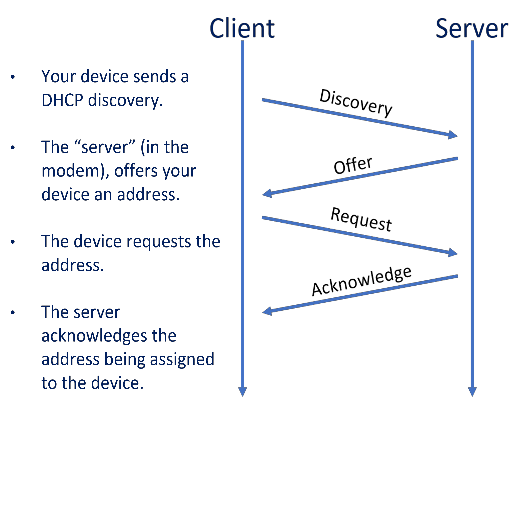 Client
Server
• Your device sends a
DHCP discovery.
• The “server” (in the
modem), offers your
device an address.
• The device requests the
address.
• The server
acknowledges the
address being assigned
to the device.
Discovery
Offer
Request
Acknowledge